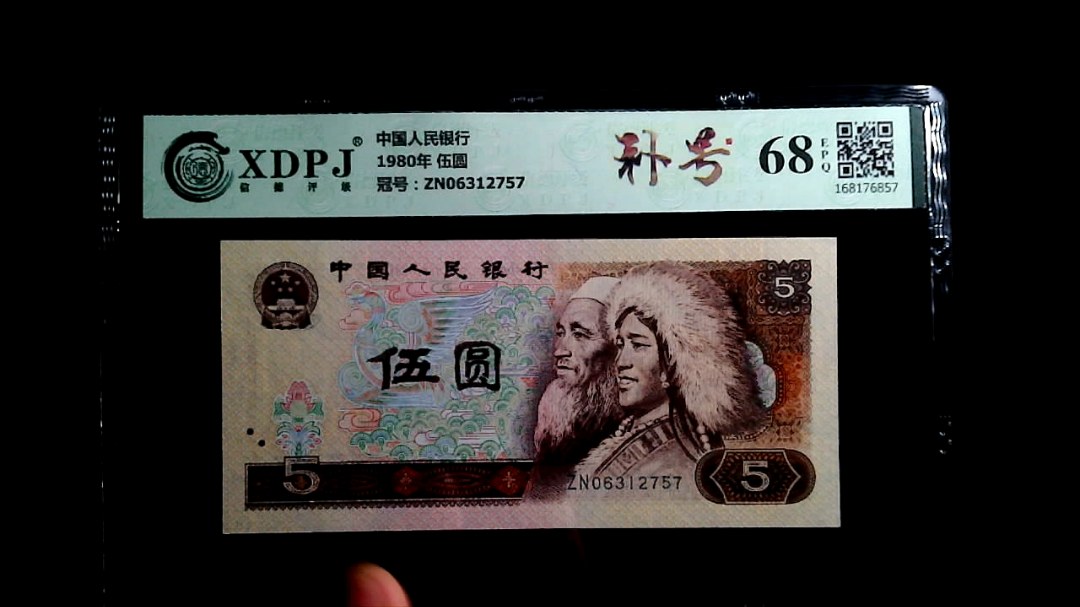 XDPJ®
信德评级
中国人民银行
1980年 伍圆
冠号：ZN06312757
补号
68
EPQ
168176857
中国人民银行
5
伍圆
5
ZN06312757
5